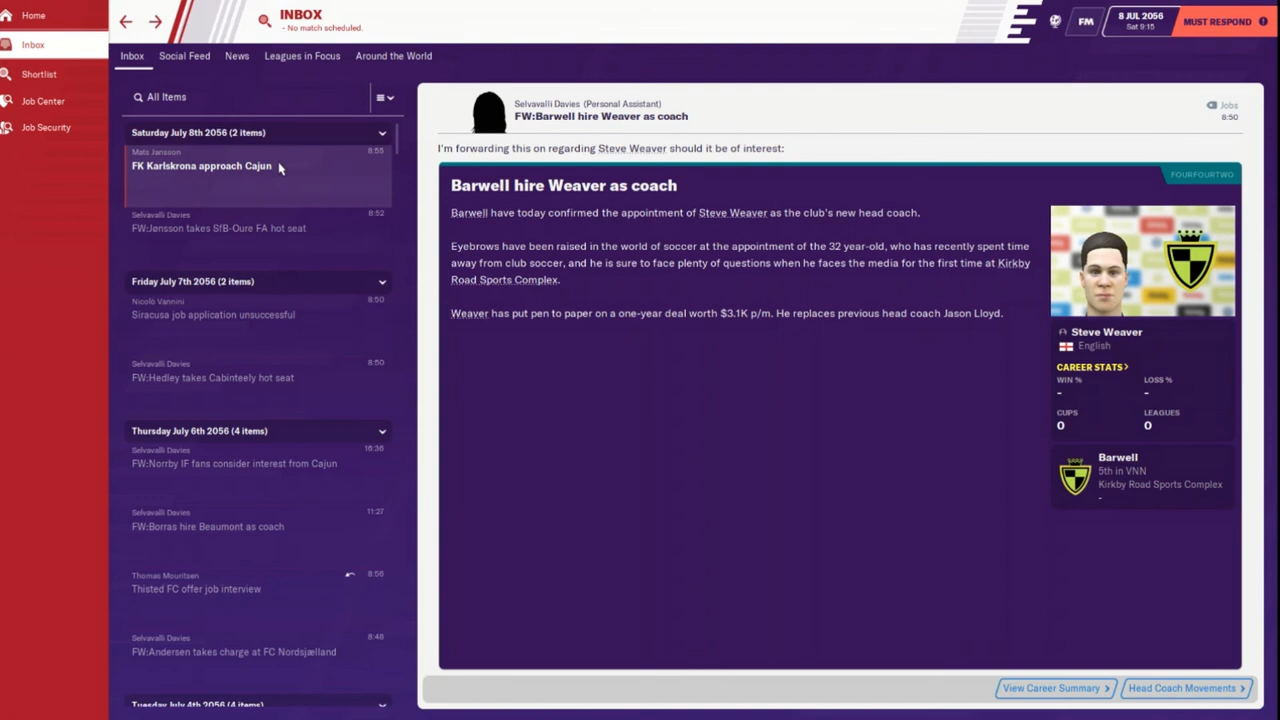 Home
Inbox
Shortlist
Job Center
Job Security
INBOX
- No match scheduled.
FM
8 JUL 2056
Sat 9:15
MUST RESPOND
Inbox
Social Feed
News
Leagues in Focus
Around the World
All Items
Saturday July 8th 2056 (2 items)
Mats Jansson
8:55
FK Karlskrona approach Cajun
Selvavalli Davies
8:52
FW:Jønsson takes SfB-Oure FA hot seat
Friday July 7th 2056 (2 items)
Nicolò Vannini
8:50
Siracusa job application unsuccessful
Selvavalli Davies
8:50
FW:Hedley takes Cabinteely hot seat
Thursday July 6th 2056 (4 items)
Selvavalli Davies
16:36
FW:Norrby IF fans consider interest from Cajun
Selvavalli Davies
11:27
FW:Borras hire Beaumont as coach
Thomas Mouritsen
8:56
Thisted FC offer job interview
Selvavalli Davies
8:48
FW:Andersen takes charge at FC Nordsjælland
Tuesday July 4th 2056 (4 items)
Selvavalli Davies (Personal Assistant)
FW:Barwell hire Weaver as coach
Jobs
8:50
I'm forwarding this on regarding Steve Weaver should it be of interest:
FOURFOURTWO
Barwell hire Weaver as coach
Barwell have today confirmed the appointment of Steve Weaver as the club's new head coach.
Eyebrows have been raised in the world of soccer at the appointment of the 32 year-old, who has recently spent time
away from club soccer, and he is sure to face plenty of questions when he faces the media for the first time at Kirkby
Road Sports Complex.
Weaver has put pen to paper on a one-year deal worth $3.1K p/m. He replaces previous head coach Jason Lloyd.
Steve Weaver
English
CAREER STATS>
WIN %
LOSS %
-
-
CUPS
LEAGUES
0
0
Barwell
5th in VNN
Kirkby Road Sports Complex
-
View Career Summary >
Head Coach Movements >